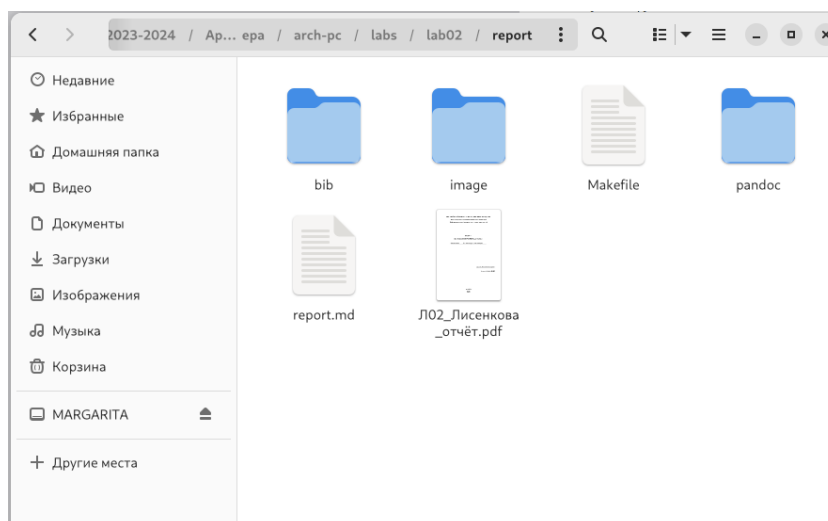 2023-2024 / Ар... ера / arch-pc / labs / lab02 / report
Недавние
Избранные
Домашняя папка
Видео
Документы
Загрузки
Изображения
Музыка
Корзина
MARGARITA
Другие места
bib
image
Makefile
pandoc
report.md
Л02_Лисенкова
_отчёт.pdf